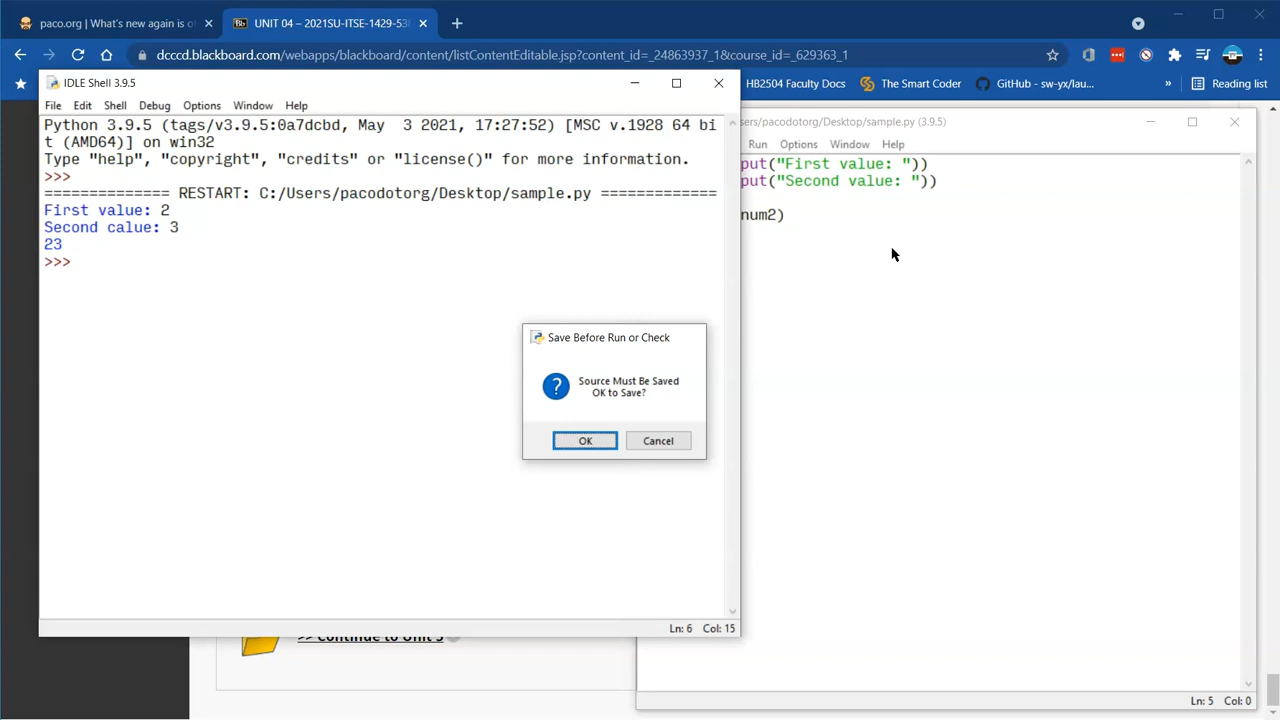 paco.org | What's new again is o
UNIT 04 – 2021SU-ITSE-1429-538
dcccd.blackboard.com/webapps/blackboard/content/listContentEditable.jsp?content_id=_24863937_1&course_id=_629363_1
HB2504 Faculty Docs
The Smart Coder
GitHub - sw-yx/lau...
»
Reading list
IDLE Shell 3.9.5
File Edit Shell Debug Options Window Help
Python 3.9.5 (tags/v3.9.5:0a7dcbd, May  3 2021, 17:27:52) [MSC v.1928 64 bi
t (AMD64)] on win32
Type "help", "copyright", "credits" or "license()" for more information.
>>>
============== RESTART: C:/Users/pacodotorg/Desktop/sample.py =============
First value: 2
Second calue: 3
23
>>>
Ln: 6 Col: 15
sers/pacodotorg/Desktop/sample.py (3.9.5)
Run Options Window Help
put("First value: "))
put("Second value: "))
num2)
Ln: 5 Col: 0
Save Before Run or Check
?
Source Must Be Saved
OK to Save?
OK
Cancel
>> Continue to Unit 5